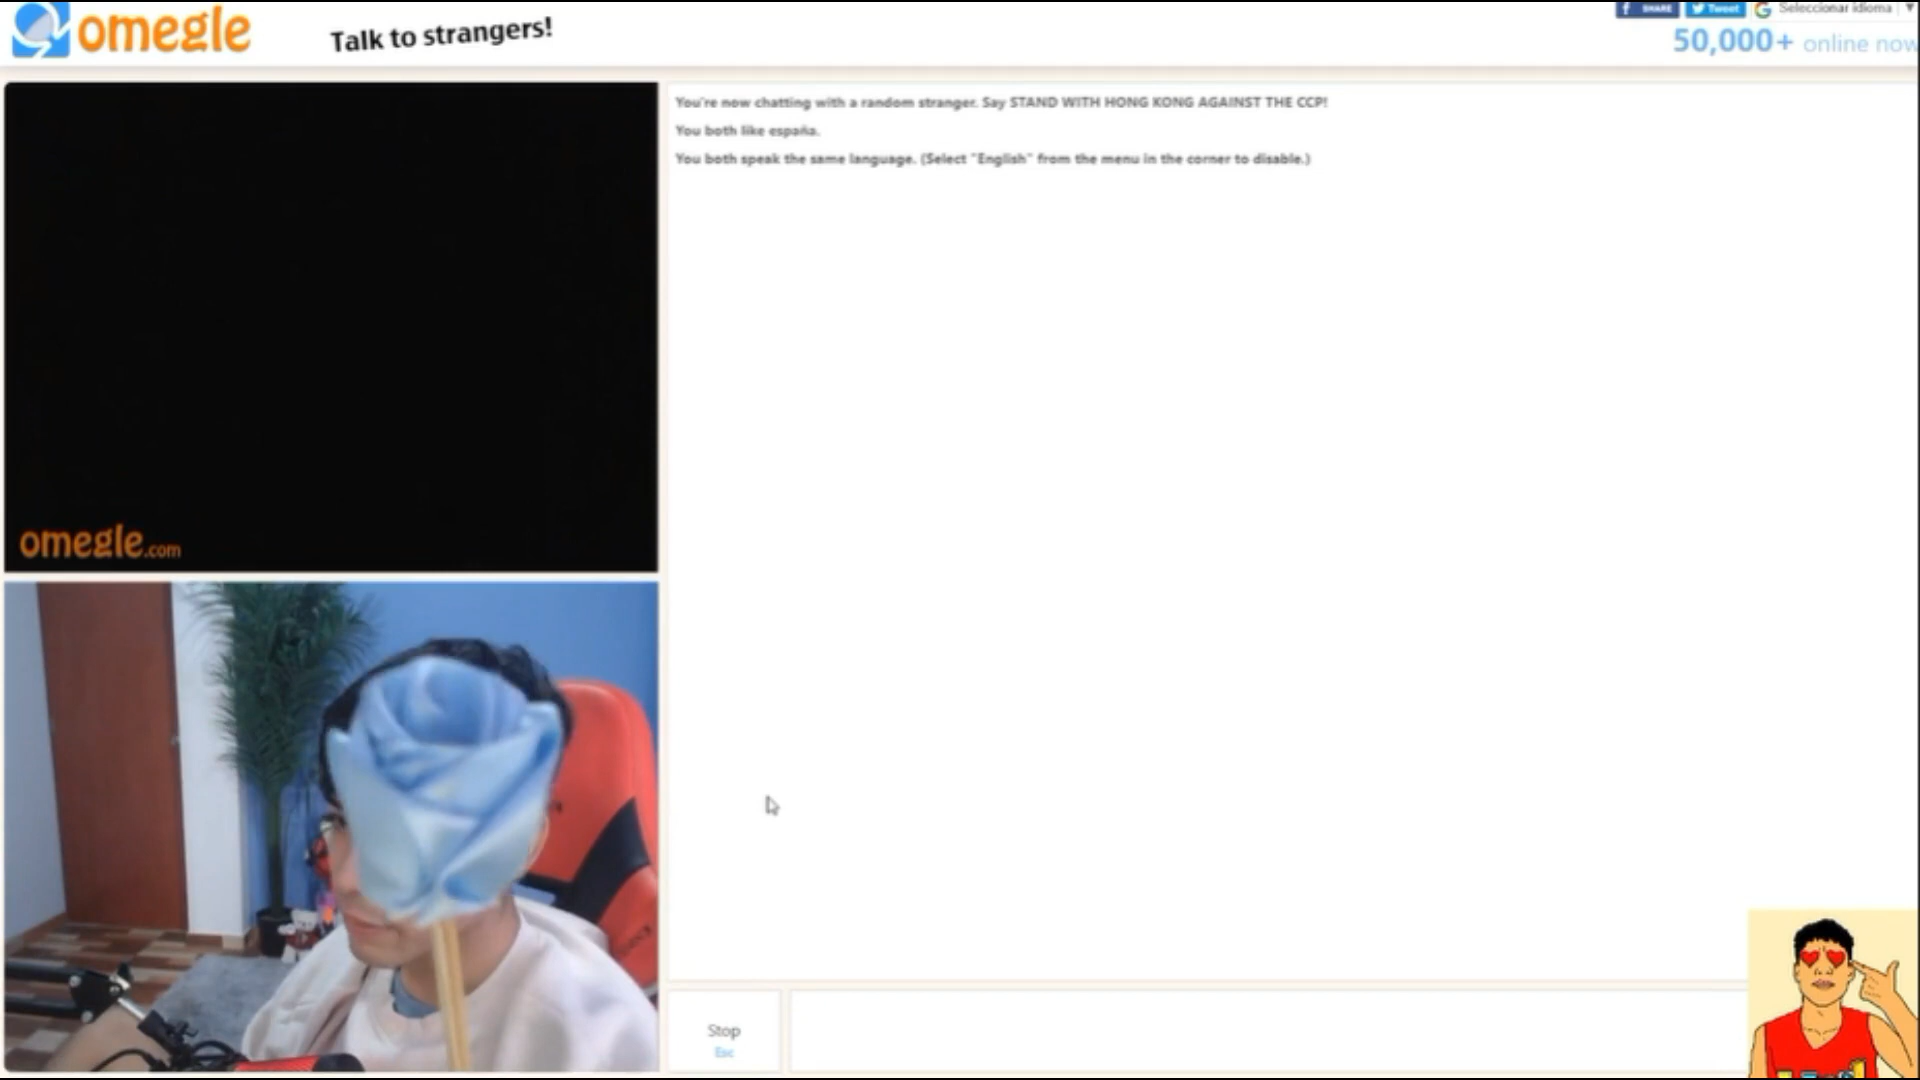 omegle
Talk to strangers!
SHARE
Tweet
Seleccionar idioma
50,000+ online now
You're now chatting with a random stranger. Say STAND WITH HONG KONG AGAINST THE CCP!
You both like españa.
You both speak the same language. (Select "English" from the menu in the corner to disable.)
omegle.com
Stop
Esc